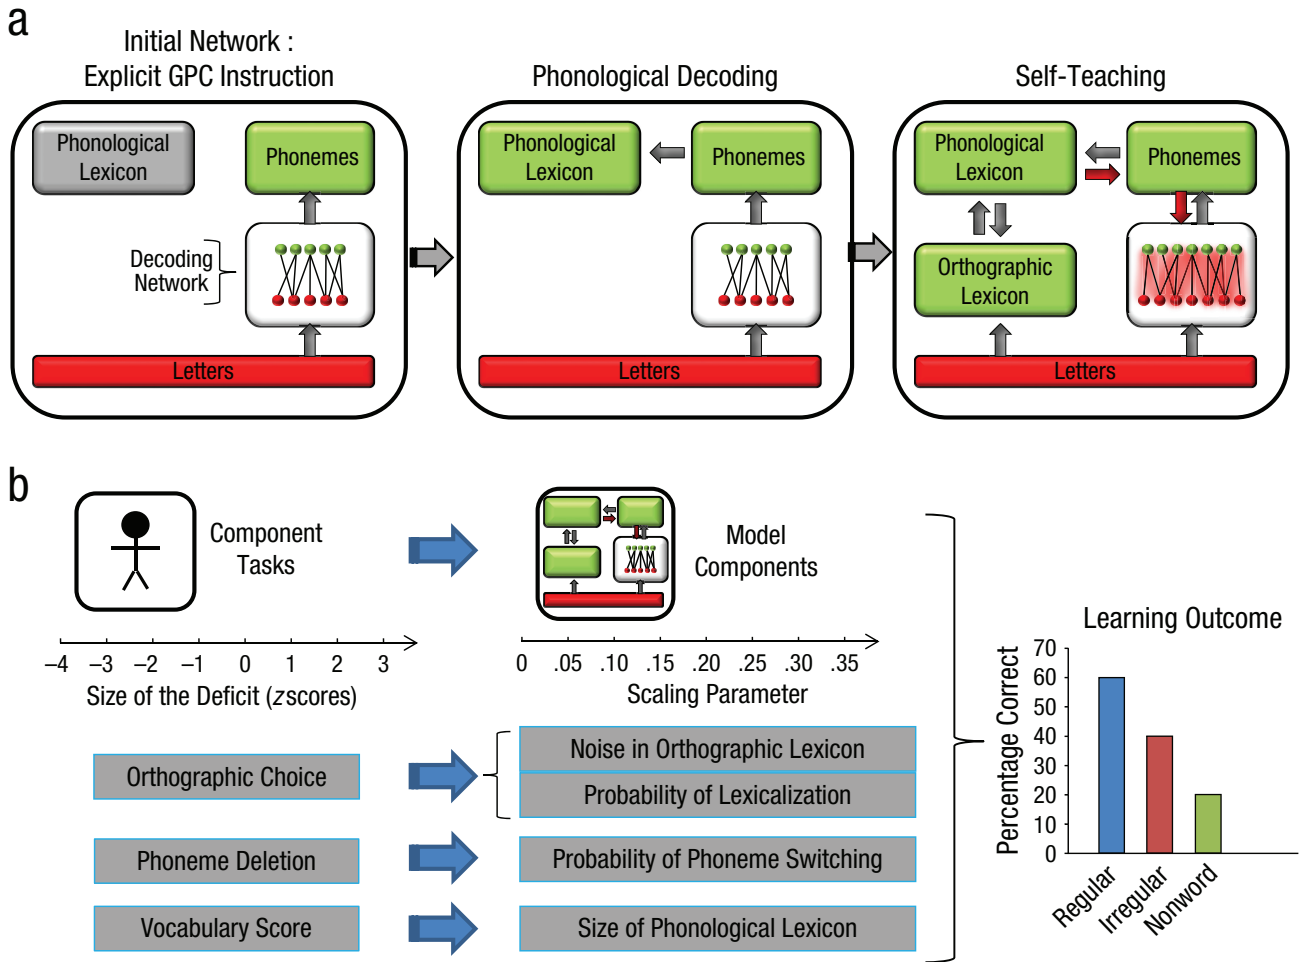 a
Initial Network :
Explicit GPC Instruction
Phonological Decoding
Self-Teaching
Phonological
Lexicon
Phonemes
Decoding
Network
Letters
Phonological
Lexicon
Phonemes
Letters
Phonological
Lexicon
Phonemes
Orthographic
Lexicon
Letters
b
Component
Tasks
Model
Components
–4 –3 –2 –1 0 1 2 3
Size of the Deficit (z scores)
0 .05 .10 .15 .20 .25 .30 .35
Scaling Parameter
Orthographic Choice
Noise in Orthographic Lexicon
Probability of Lexicalization
Phoneme Deletion
Probability of Phoneme Switching
Vocabulary Score
Size of Phonological Lexicon
Learning Outcome
Percentage Correct
70
60
50
40
30
20
10
0
Regular
Irregular
Nonword